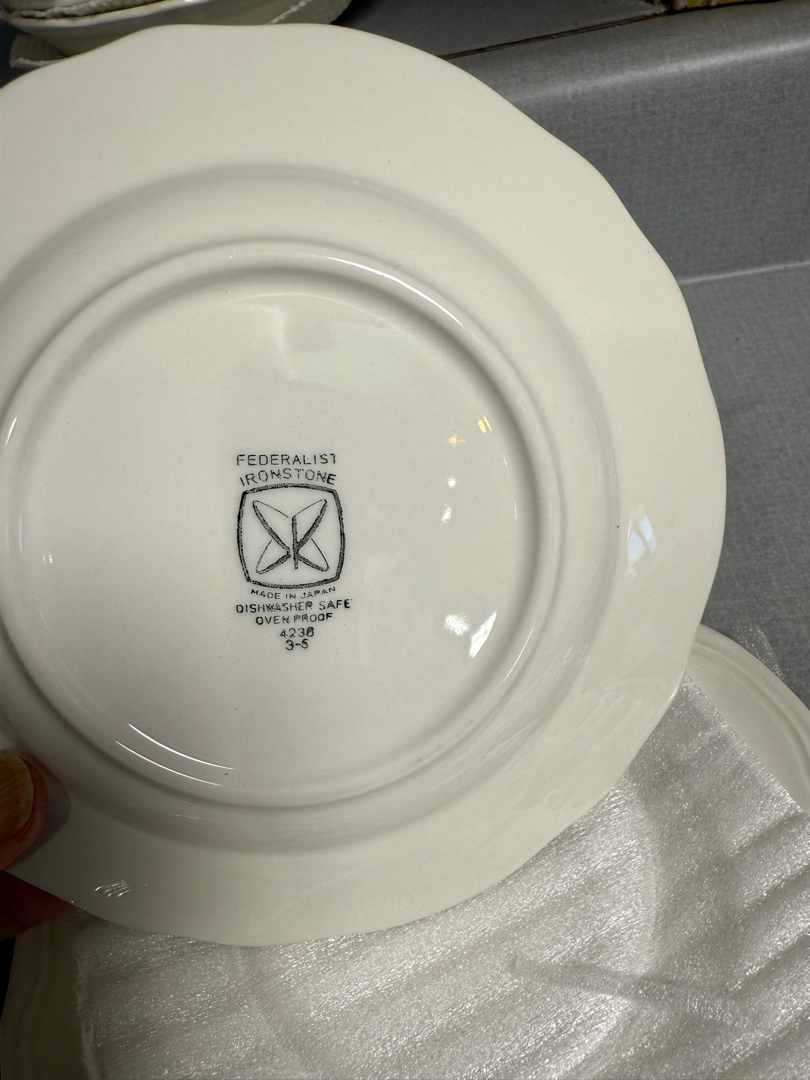 FEDERALIST
IRONSTONE
MADE IN JAPAN
DISHWASHER SAFE
OVEN PROOF
4238
3-5